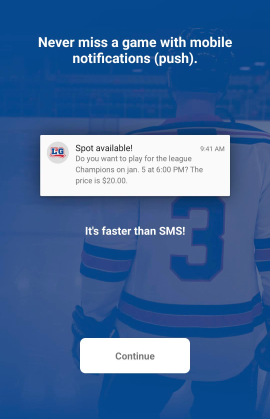 Never miss a game with mobile
notifications (push).
LG
Spot available!
9:41 AM
Do you want to play for the league
Champions on jan. 5 at 6:00 PM? The
price is $20.00.
It's faster than SMS!
3
Continue